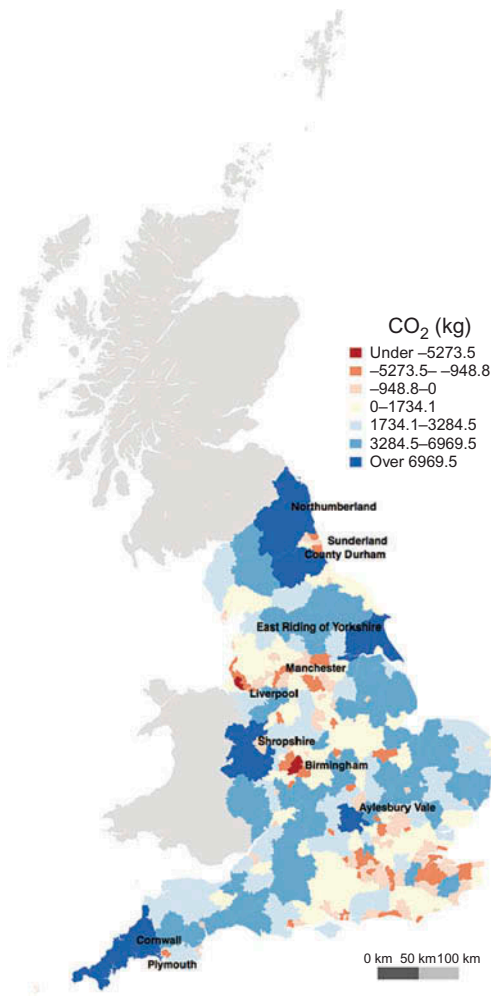 CO2 (kg)
Under –5273.5
–5273.5– –948.8
–948.8–0
0–1734.1
1734.1–3284.5
3284.5–6969.5
Over 6969.5
Northumberland
Sunderland
County Durham
East Riding of Yorkshire
Manchester
Liverpool
Shropshire
Birmingham
Aylesbury Vale
Cornwall
Plymouth
0 km 50 km100 km